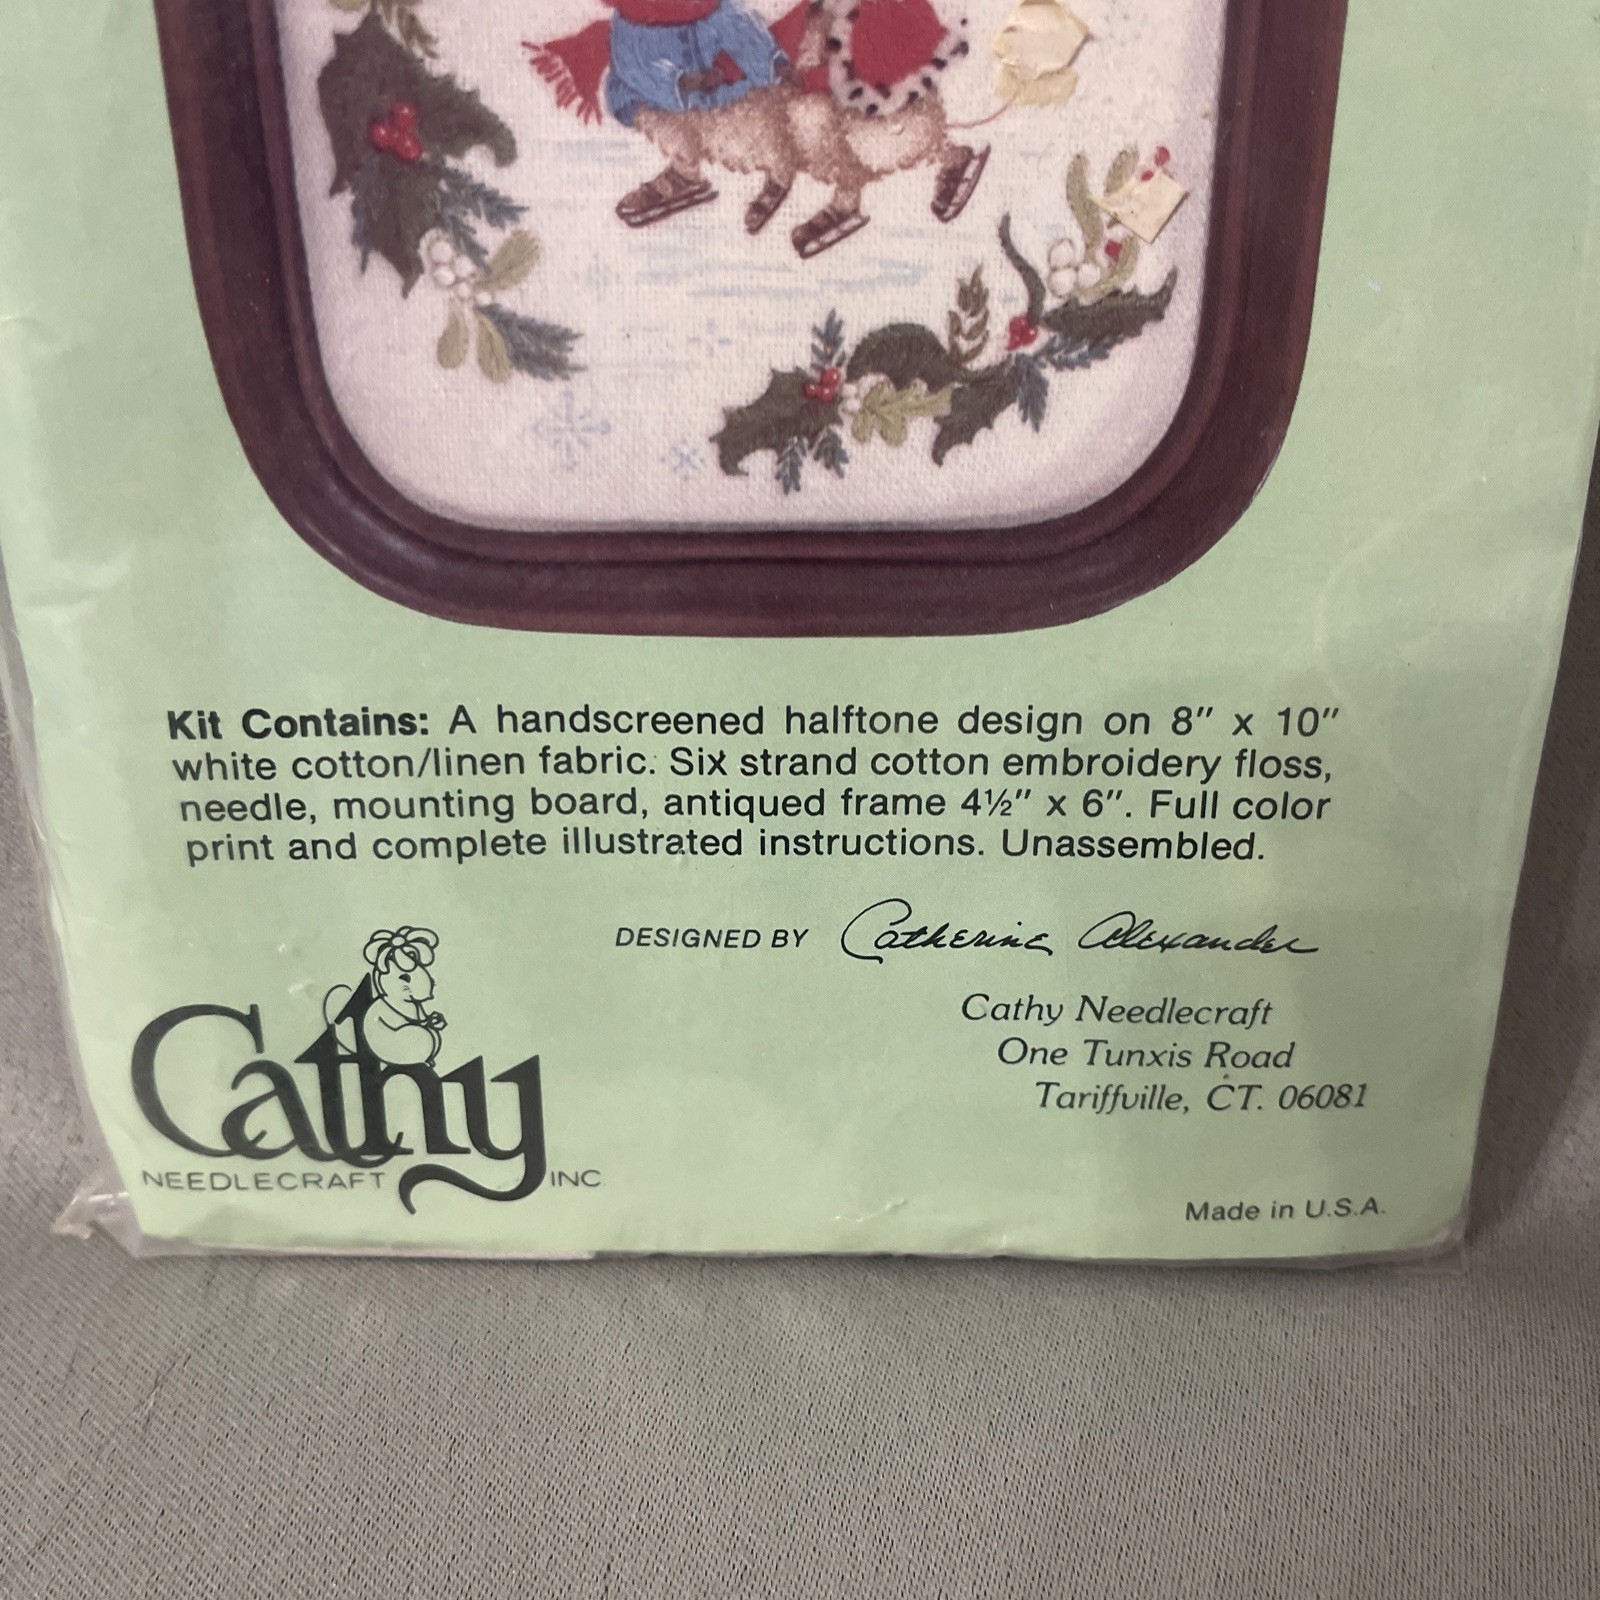 Kit Contains: A handscreened halftone design on 8" x 10"
white cotton/linen fabric. Six strand cotton embroidery floss,
needle, mounting board, antiqued frame 4½" x 6". Full color
print and complete illustrated instructions. Unassembled.
DESIGNED BY Catherine Alexander
Cathy Needlecraft
One Tunxis Road
Tariffville, CT. 06081
Cathy
NEEDLECRAFT INC.
Made in U.S.A.